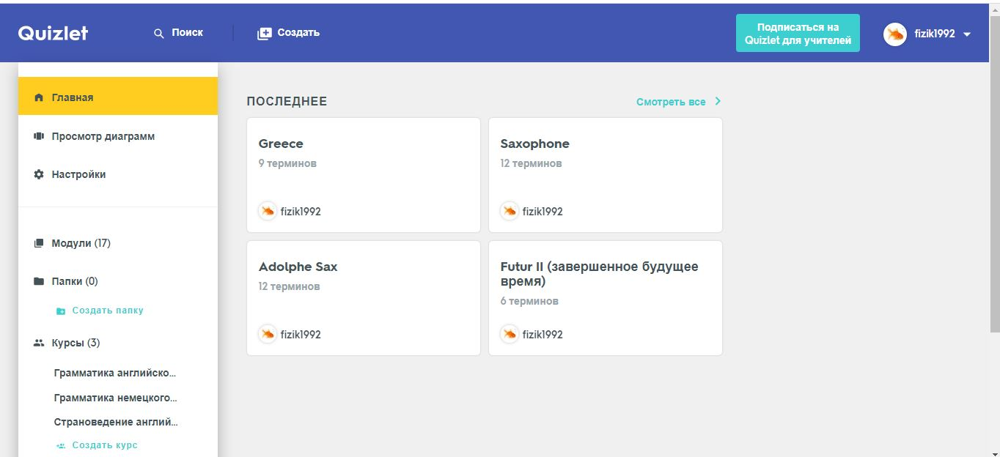 Quizlet
Поиск
Создать
Подписаться на
Quizlet для учителей
fizik1992
Главная
Просмотр диаграмм
Настройки
Модули (17)
Папки (0)
Создать папку
Курсы (3)
Грамматика английско...
Грамматика немецкого...
Страноведение англий...
Создать курс
ПОСЛЕДНЕЕ
Смотреть все
Greece
9 терминов
fizik1992
Saxophone
12 терминов
fizik1992
Adolphe Sax
12 терминов
fizik1992
Futur II (завершенное будущее
время)
6 терминов
fizik1992